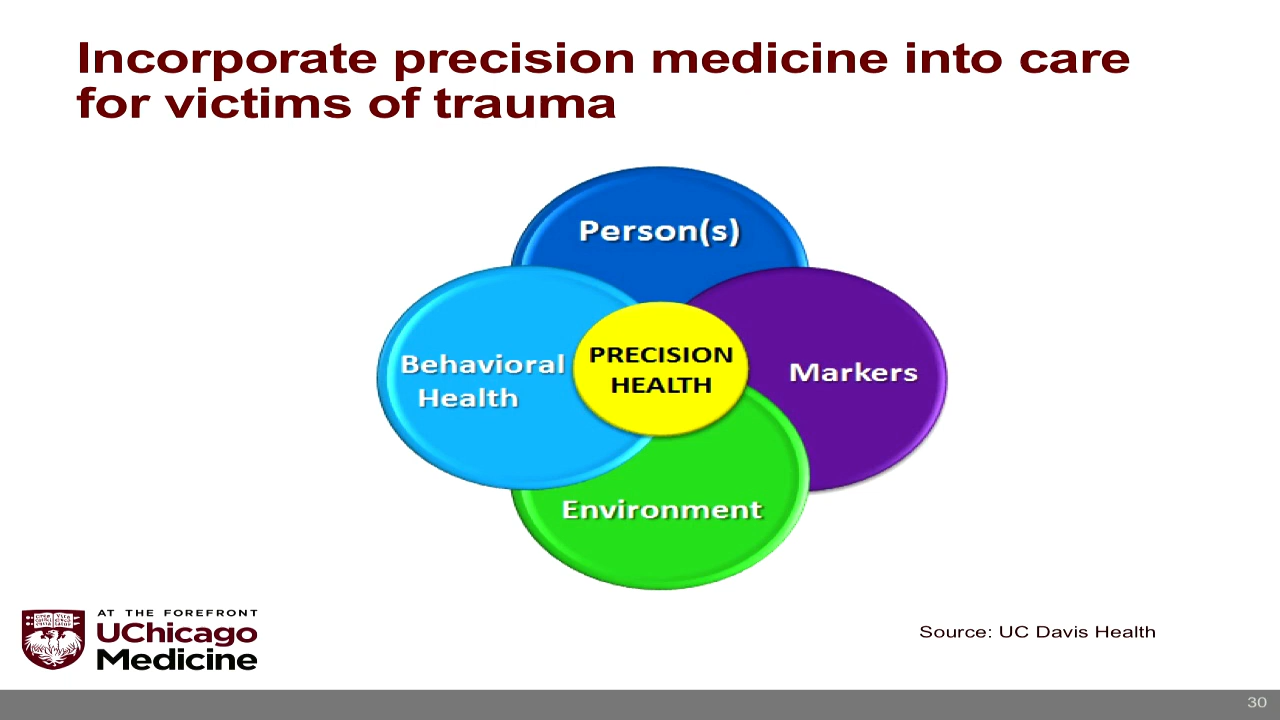 Incorporate precision medicine into care
for victims of trauma
Person(s)
Behavioral
Health
PRECISION
HEALTH
Markers
Environment
AT THE FOREFRONT
UChicago
Medicine
Source: UC Davis Health
30